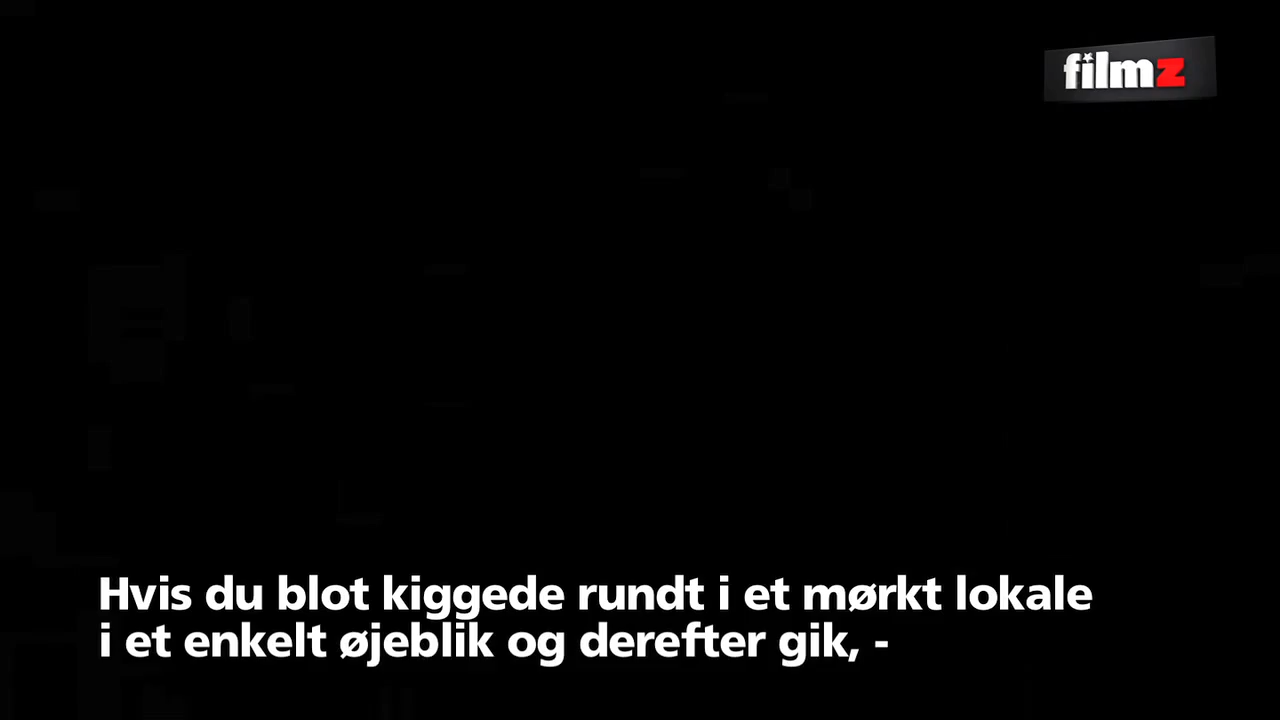 filmz
Hvis du blot kiggede rundt i et mørkt lokale
i et enkelt øjeblik og derefter gik, -